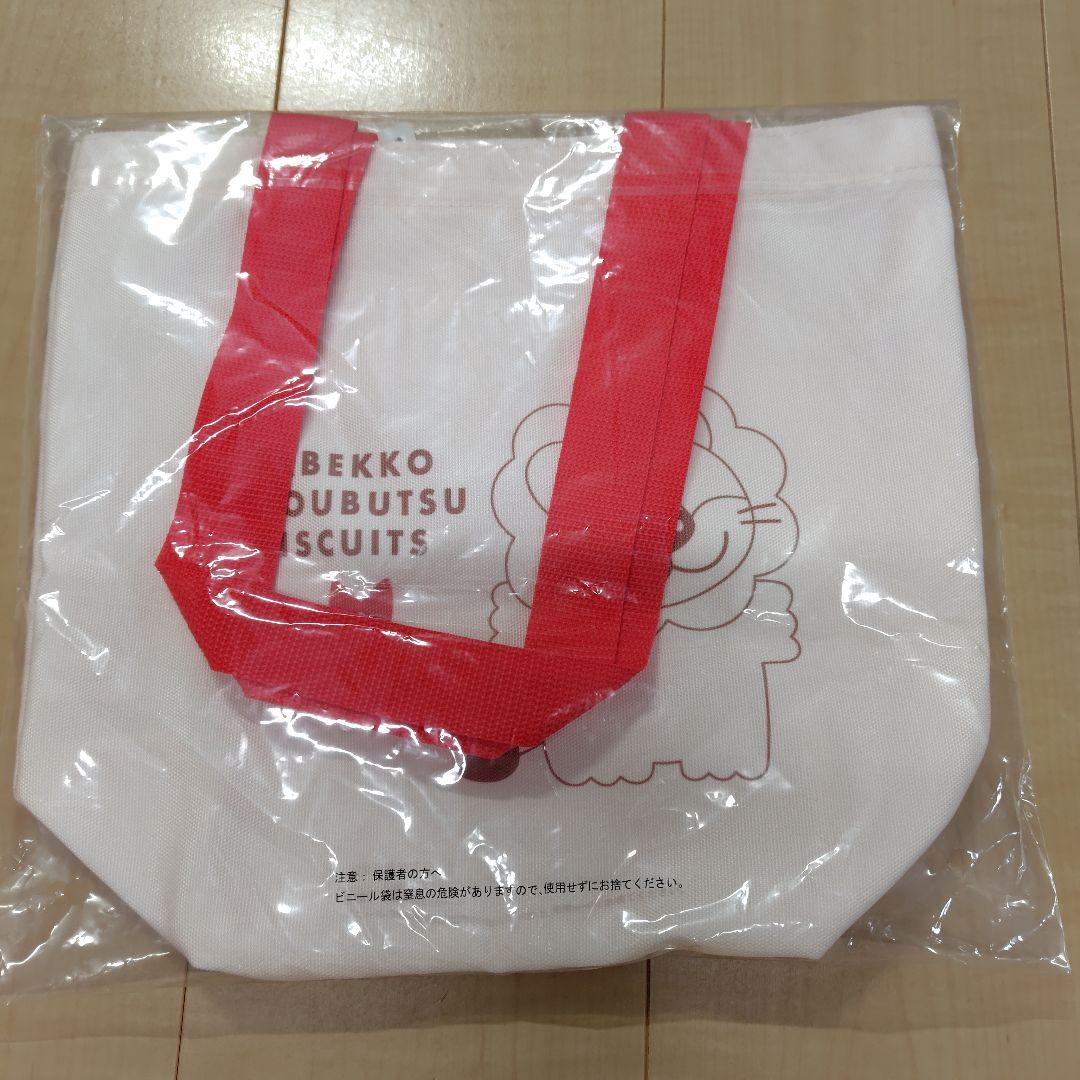 BEKKO
OUBUTSU
ISCUITS
注意：保護者の方へ
ビニール袋は窒息の危険がありますので、使用せずにお捨てください。